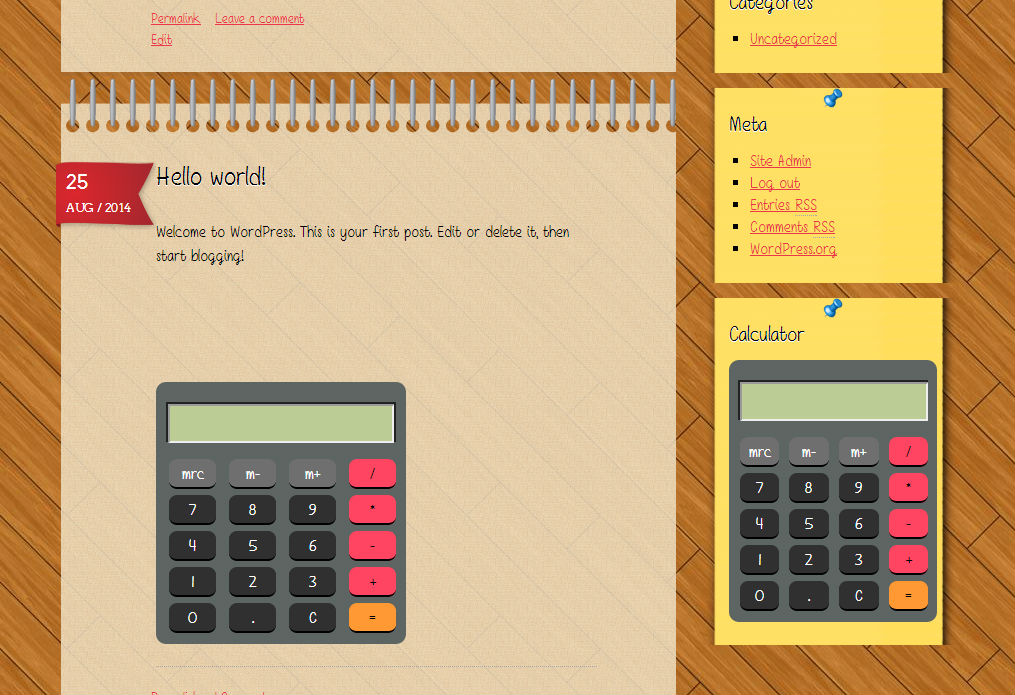 Permalink Leave a comment
Edit
25
AUG / 2014
Hello world!
Welcome to WordPress. This is your first post. Edit or delete it, then
start blogging!
mrc m- m+ /
7 8 9 *
4 5 6 -
1 2 3 +
0 . C =
Categories
Uncategorized
Meta
Site Admin
Log out
Entries RSS
Comments RSS
WordPress.org
Calculator
mrc m- m+ /
7 8 9 *
4 5 6 -
1 2 3 +
0 . C =